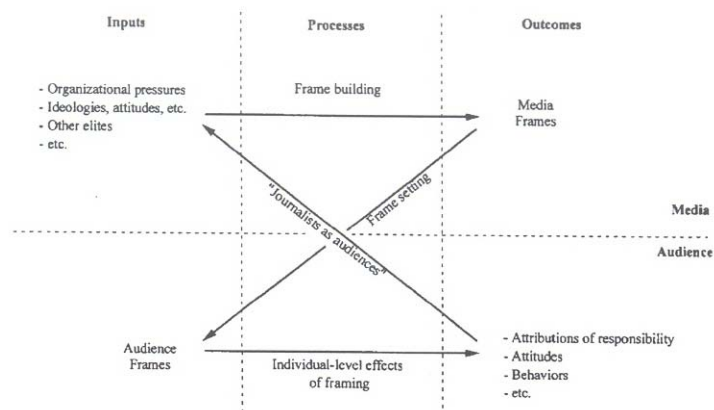 Inputs
Processes
Outcomes
- Organizational pressures
- Ideologies, attitudes, etc.
- Other elites
- etc.
Frame building
Media
Frames
"Journalists as audiences"
Frame setting
Media
Audience
Audience
Frames
Individual-level effects
of framing
- Attributions of responsibility
- Attitudes
- Behaviors
- etc.